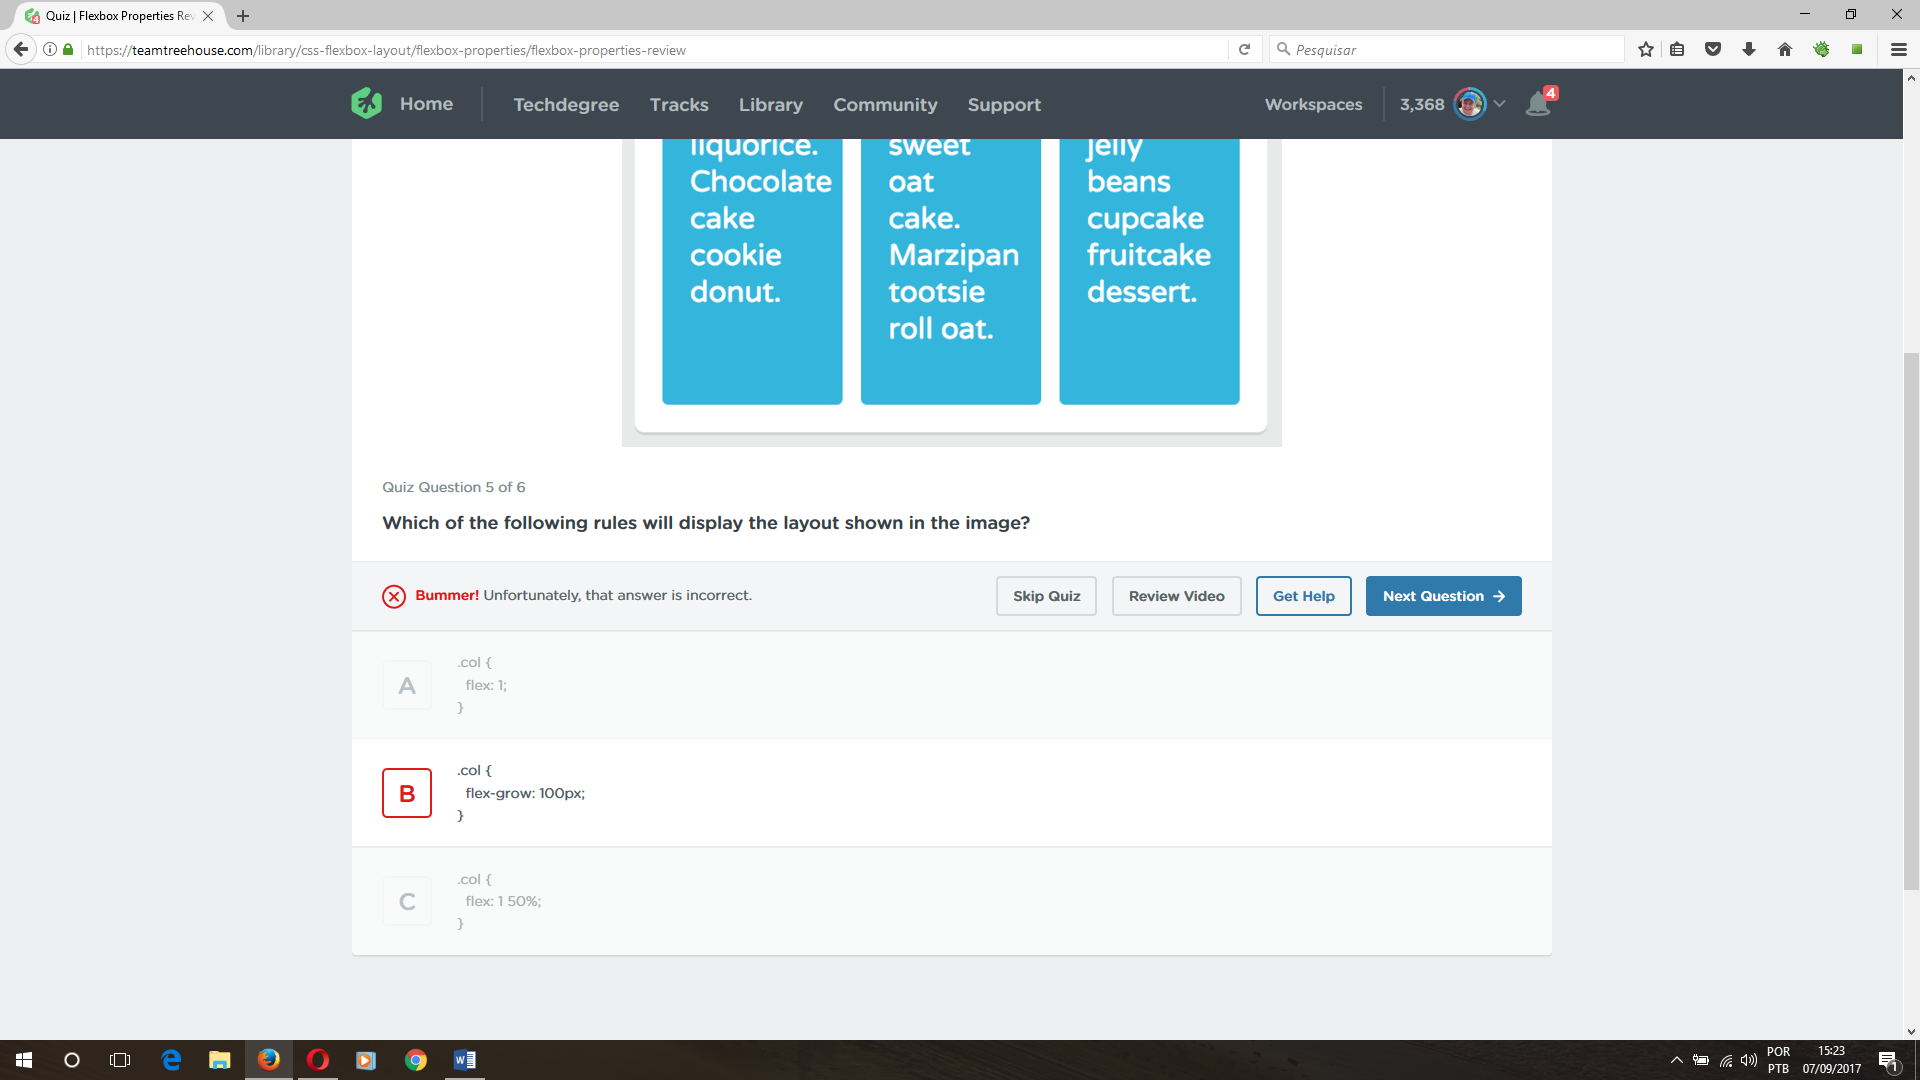 Quiz | Flexbox Properties Rev
https://teamtreehouse.com/library/css-flexbox-layout/flexbox-properties/flexbox-properties-review
Pesquisar
Home
Techdegree
Tracks
Library
Community
Support
Workspaces
3,368
4
liquorice.
Chocolate
cake
cookie
donut.
sweet
oat
cake.
Marzipan
tootsie
roll oat.
jelly
beans
cupcake
fruitcake
dessert.
Quiz Question 5 of 6
Which of the following rules will display the layout shown in the image?
Bummer! Unfortunately, that answer is incorrect.
Skip Quiz
Review Video
Get Help
Next Question →
A
.col {
flex: 1;
}
B
.col {
flex-grow: 100px;
}
C
.col {
flex: 1 50%;
}
POR
PTB
15:23
07/09/2017
1